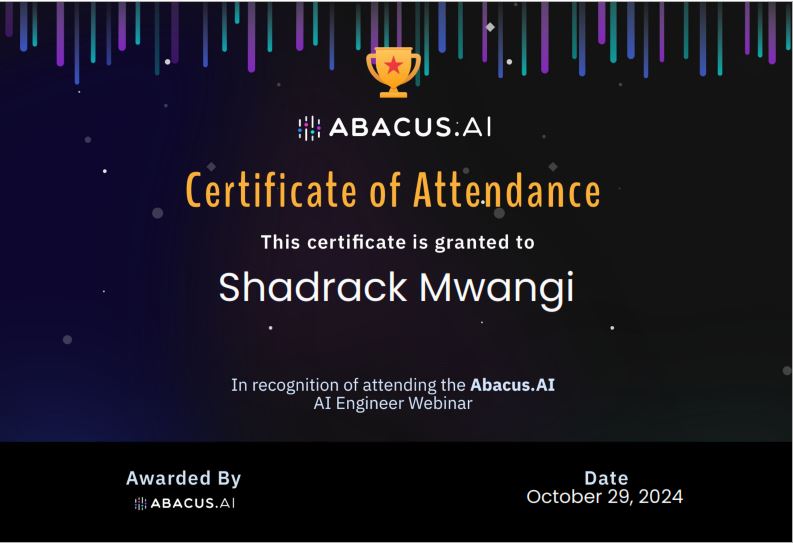 ABACUS.AI
Certificate of Attendance
This certificate is granted to
Shadrack Mwangi
In recognition of attending the Abacus.AI
AI Engineer Webinar
Awarded By
ABACUS.AI
Date
October 29, 2024